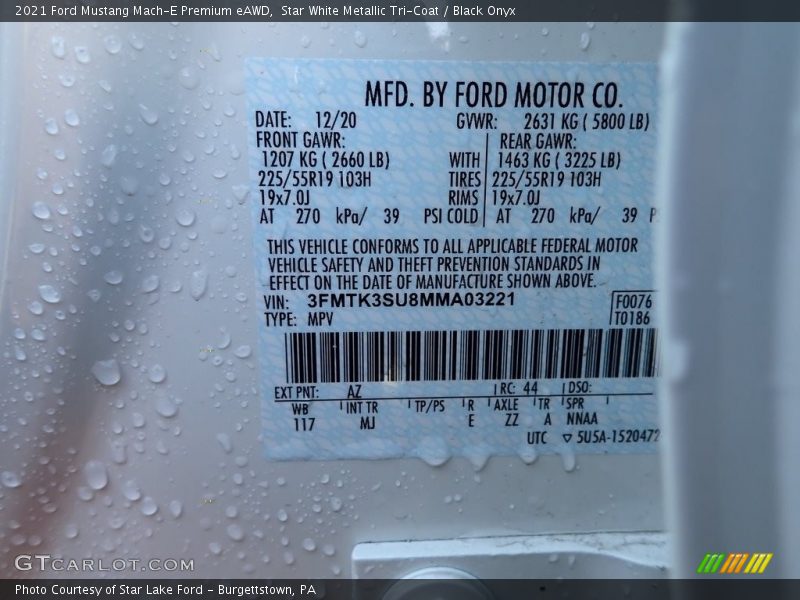 2021 Ford Mustang Mach-E Premium eAWD, Star White Metallic Tri-Coat / Black Onyx
MFD. BY FORD MOTOR CO.
DATE: 12/20 GVWR: 2631 KG ( 5800 LB)
FRONT GAWR: REAR GAWR:
1207 KG ( 2660 LB) WITH 1463 KG ( 3225 LB)
225/55R19 103H TIRES 225/55R19 103H
19x7.0J RIMS 19x7.0J
AT 270 kPa/ 39 PSI COLD AT 270 kPa/ 39 P
THIS VEHICLE CONFORMS TO ALL APPLICABLE FEDERAL MOTOR
VEHICLE SAFETY AND THEFT PREVENTION STANDARDS IN
EFFECT ON THE DATE OF MANUFACTURE SHOWN ABOVE.
VIN: 3FMTK3SU8MMA03221 F0076
TYPE: MPV T0186
EXT PNT: AZ RC: 44 DSO:
WB INT TR TP/PS R AXLE TR SPR
117 MJ E ZZ A NNAA
UTC ▽ 5U5A-1520472
GTCARLOT.COM
Photo Courtesy of Star Lake Ford - Burgettstown, PA